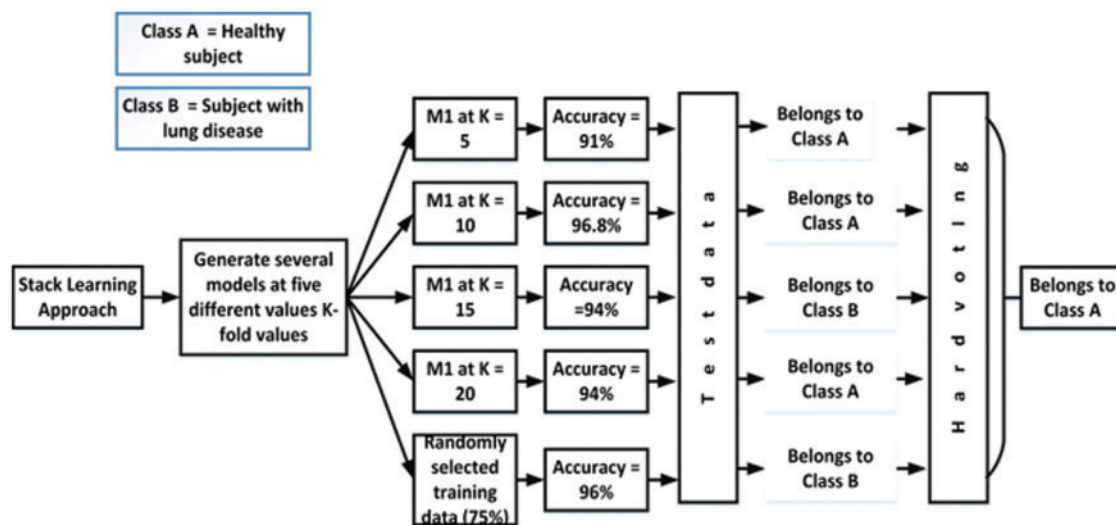 Class A = Healthy
subject
Class B = Subject with
lung disease
Stack Learning
Approach
Generate several
models at five
different values K-
fold values
M1 at K =
5
Accuracy =
91%
Belongs to
Class A
M1 at K =
10
Accuracy =
96.8%
Belongs to
Class A
M1 at K =
15
Accuracy
=94%
Belongs to
Class B
M1 at K =
20
Accuracy =
94%
Belongs to
Class A
Randomly
selected
training
data (75%)
Accuracy =
96%
Belongs to
Class B
Test data
Hard voting
Belongs to
Class A